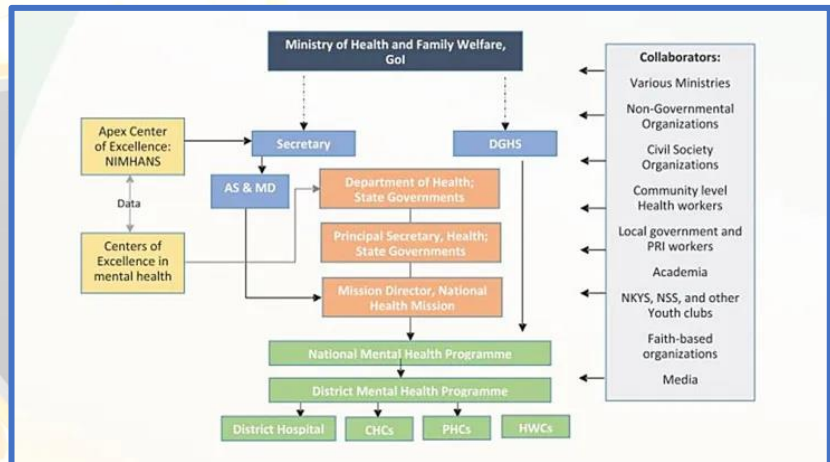 Ministry of Health and Family Welfare,
GoI
Apex Center
of Excellence:
NIMHANS
Secretary
DGHS
AS & MD
Data
Department of Health;
State Governments
Principal Secretary, Health;
State Governments
Centers of
Excellence in
mental health
Mission Director, National
Health Mission
National Mental Health Programme
District Mental Health Programme
District Hospital
CHCs
PHCs
HWCs
Collaborators:
Various Ministries
Non-Governmental
Organizations
Civil Society
Organizations
Community level
Health workers
Local government and
PRI workers
Academia
NKYS, NSS, and other
Youth clubs
Faith-based
organizations
Media